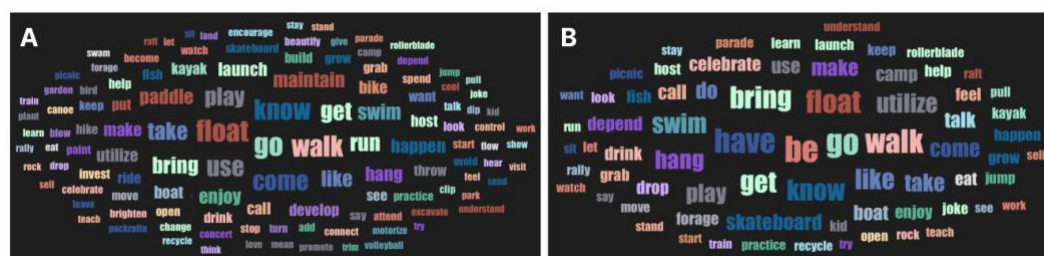 A
stay stand
raft let sit land encourage beautify give parade rollerblade
swam become watch skateboard build grow camp depend
forage fish kayak launch maintain grab jump pull
picnic help bike spend cool joke
garden bird want
train canoe keep put paddle play know get swim talk dip kid
plant host look control work
learn blow hike make take float go walk run happen start flow show
rally eat paint utilize avoid hear visit
rock drop bring use come like hang throw feel send
sell invest ride see practice clip park
celebrate move boat enjoy
leave drink call develop say attend excavate understand
teach brighten open stop turn add connect motorize try
packrafte change concert love mean promote trim volleyball
recycle think
B
understand
stay parade learn launch keep rollerblade
picnic host celebrate use make camp help raft
want look fish call do bring float utilize feel pull
talk kayak
run depend swim have be go walk come happen
sit let drink hang grow sell
rally grab get know like take eat jump
watch drop play
say move forage skateboard kid boat enjoy joke see work
stand open rock teach
start train practice recycle try